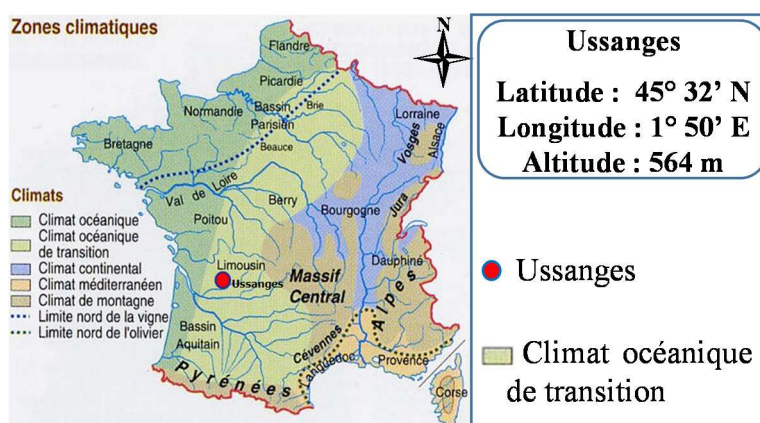 Zones climatiques
N
Flandre
Picardie
Normandie
Bassin
Parisien
Brie
Beauce
Lorraine
Vosges
Alsace
Bretagne
Val de Loire
Berry
Bourgogne
Jura
Poitou
Limousin
Ussanges
Massif
Central
Dauphiné
Alpes
Bassin
Aquitain
Cévennes
Languedoc
Provence
Pyrénées
Corse
Climats
Climat océanique
Climat océanique
de transition
Climat continental
Climat méditerranéen
Climat de montagne
Limite nord de la vigne
Limite nord de l'olivier
Ussanges
Latitude : 45° 32’ N
Longitude : 1° 50’ E
Altitude : 564 m
Ussanges
Climat océanique
de transition